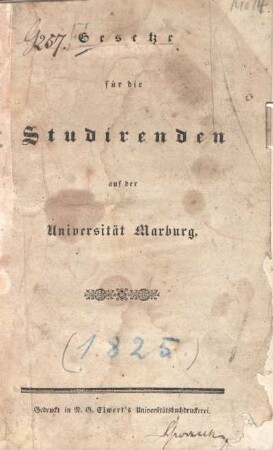 Gesetze
für die
Studirenden
auf der
Universität Marburg.
(1825)
Gedruckt in N. G. Elwert's Universitätsbuchdruckerei.